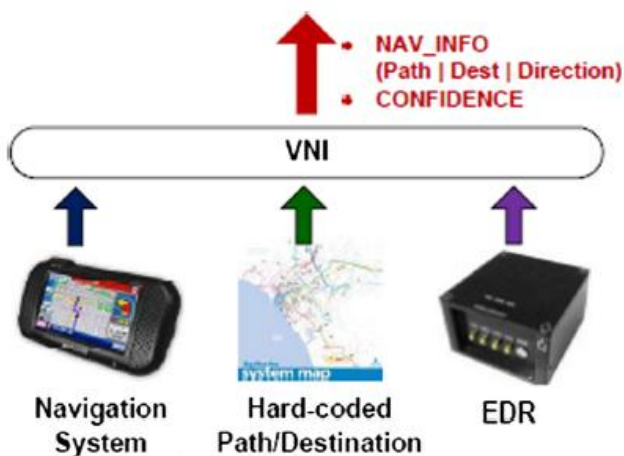 NAV_INFO
(Path | Dest | Direction)
CONFIDENCE
VNI
system map
Navigation
System
Hard-coded
Path/Destination
EDR